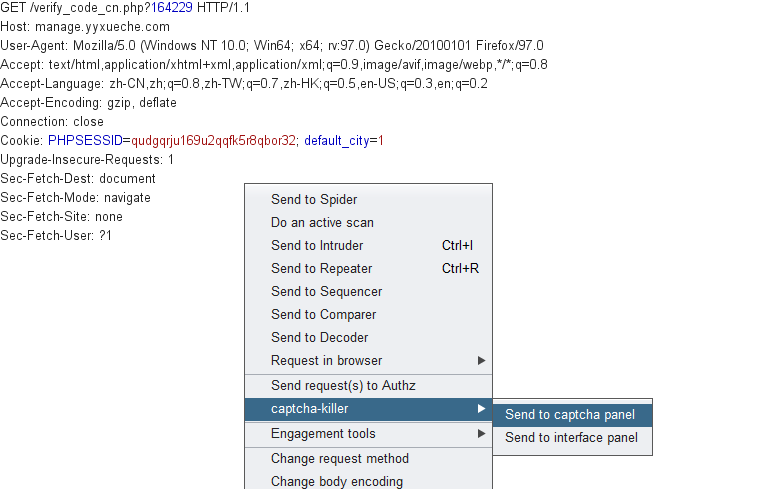 GET /verify_code_cn.php?164229 HTTP/1.1
Host: manage.yyxueche.com
User-Agent: Mozilla/5.0 (Windows NT 10.0; Win64; x64; rv:97.0) Gecko/20100101 Firefox/97.0
Accept: text/html,application/xhtml+xml,application/xml;q=0.9,image/avif,image/webp,*/*;q=0.8
Accept-Language: zh-CN,zh;q=0.8,zh-TW;q=0.7,zh-HK;q=0.5,en-US;q=0.3,en;q=0.2
Accept-Encoding: gzip, deflate
Connection: close
Cookie: PHPSESSID=qudgqrju169u2qqfk5r8qbor32; default_city=1
Upgrade-Insecure-Requests: 1
Sec-Fetch-Dest: document
Sec-Fetch-Mode: navigate
Sec-Fetch-Site: none
Sec-Fetch-User: ?1
Send to Spider
Do an active scan
Send to Intruder Ctrl+I
Send to Repeater Ctrl+R
Send to Sequencer
Send to Comparer
Send to Decoder
Request in browser
Send request(s) to Authz
captcha-killer
Send to captcha panel
Send to interface panel
Engagement tools
Change request method
Change body encoding